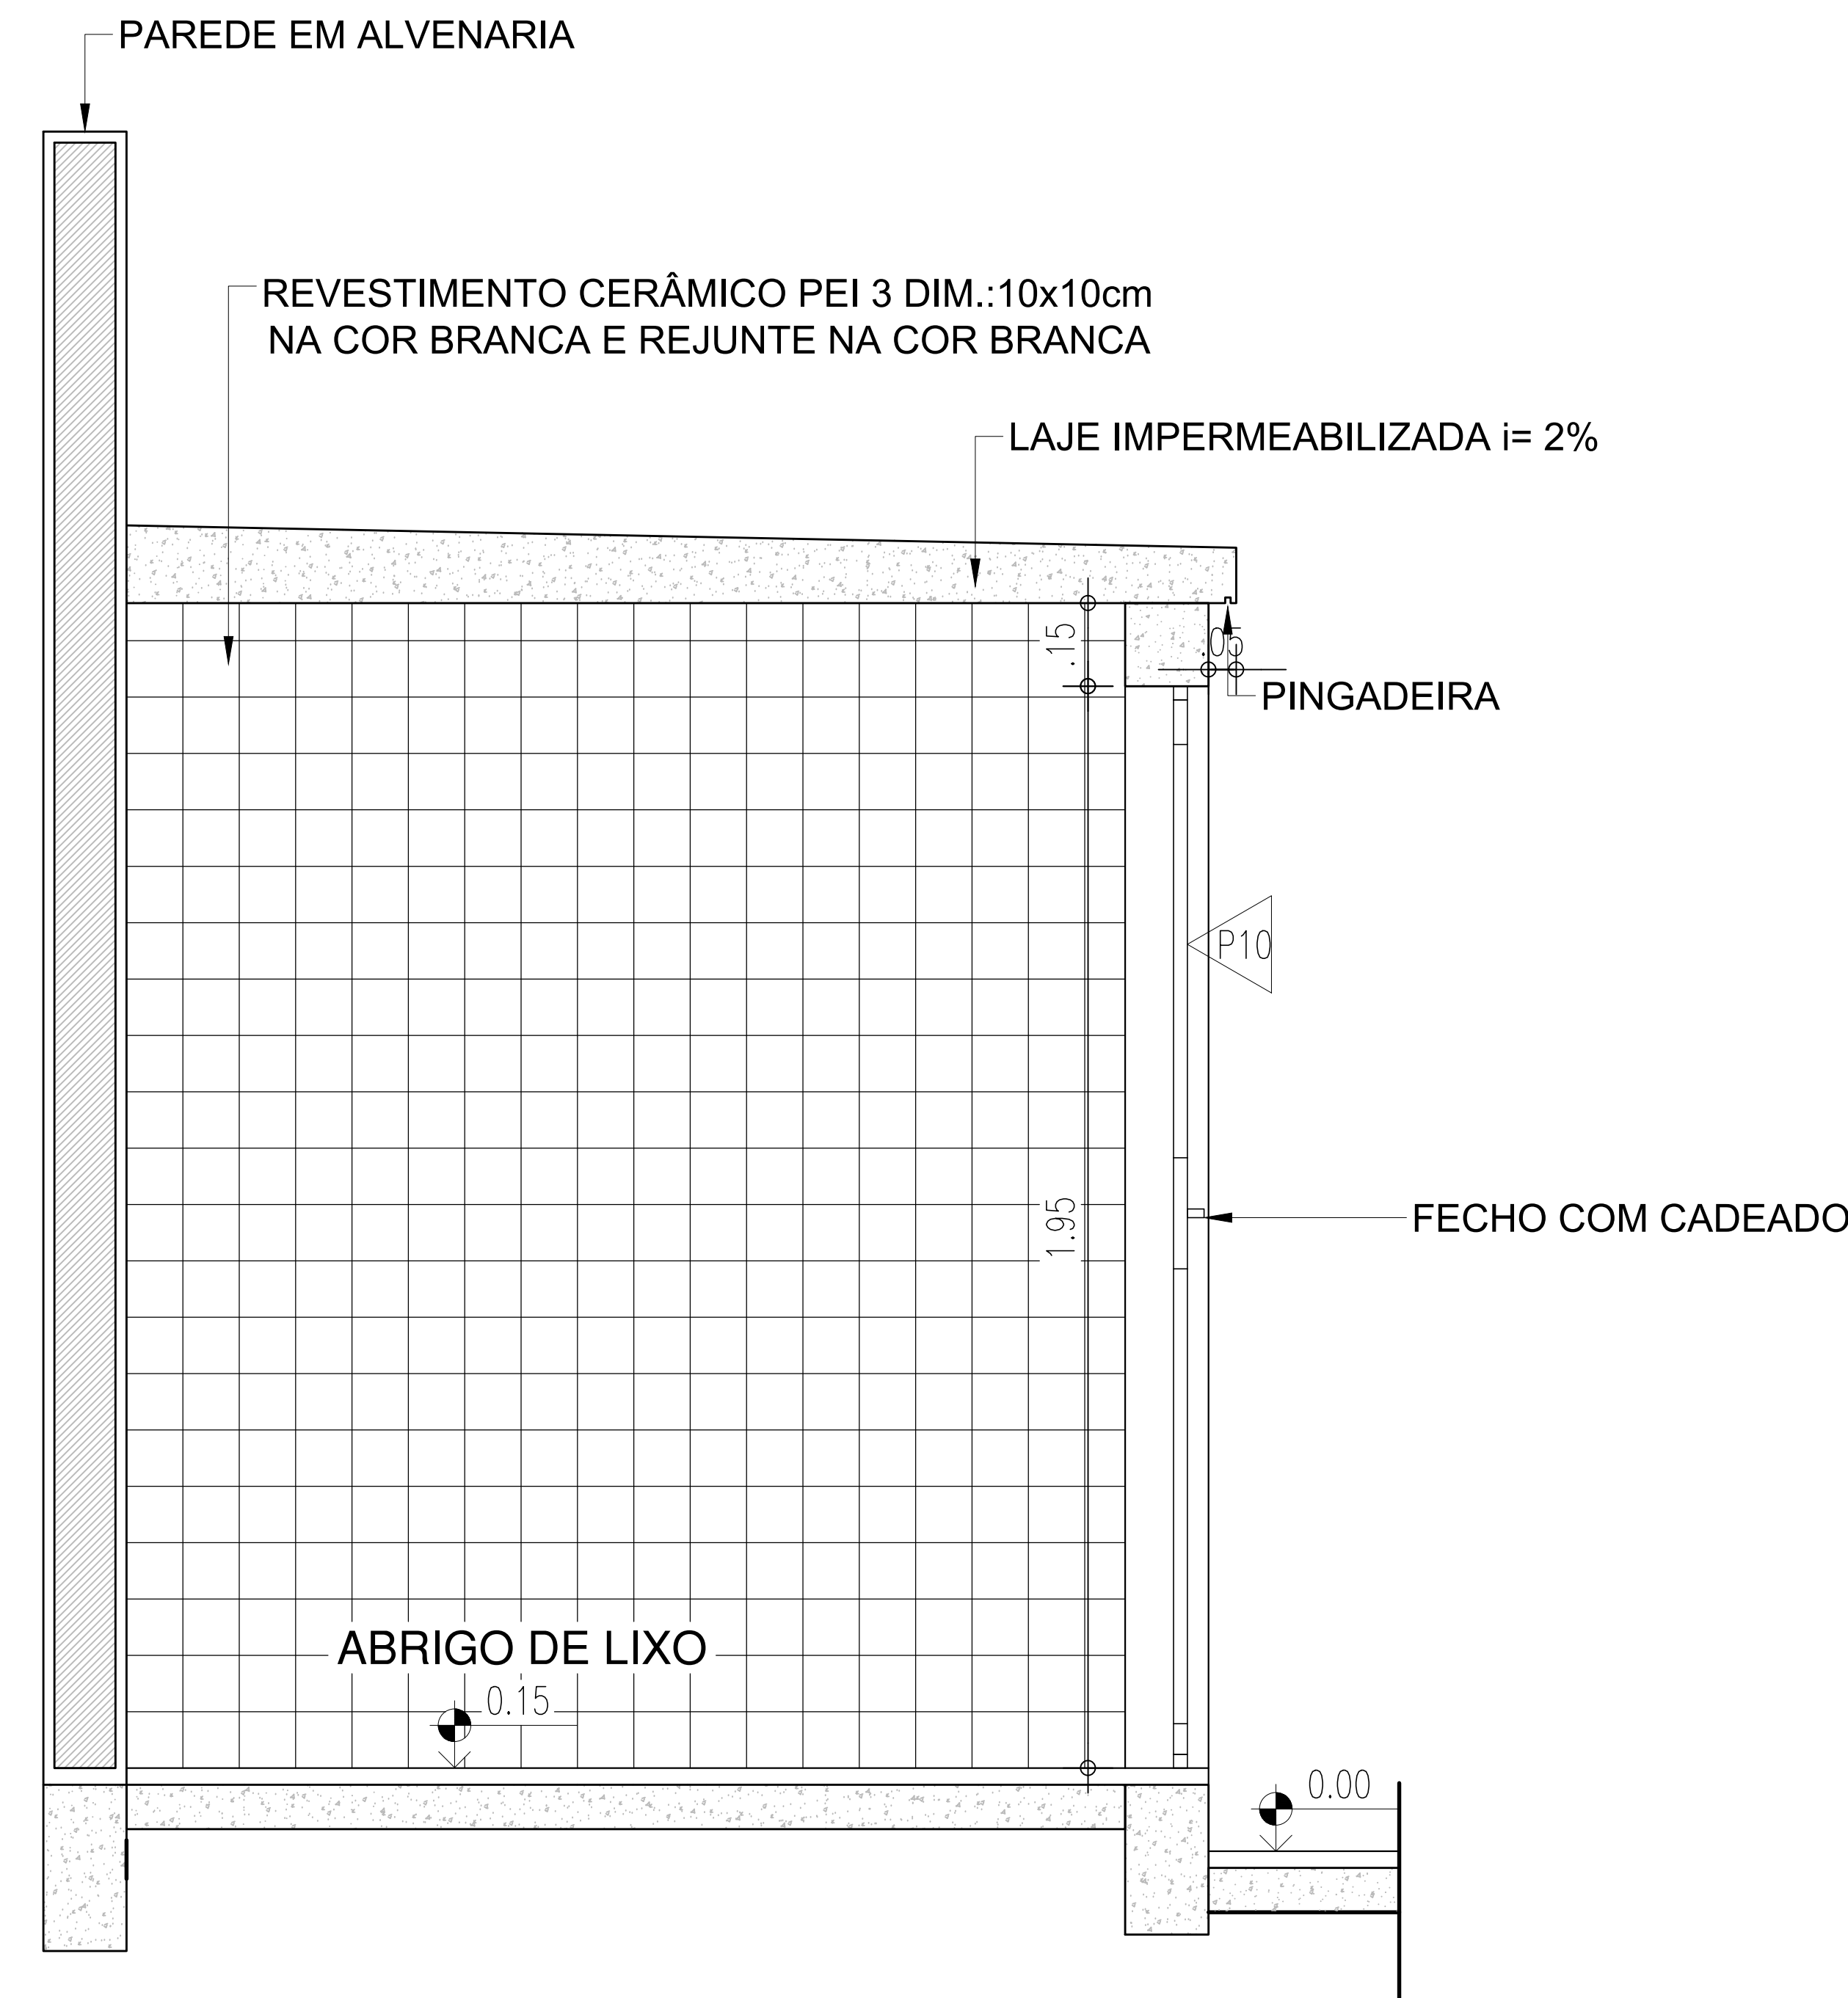 PAREDE EM ALVENARIA
REVESTIMENTO CERÂMICO PEI 3 DIM.:10x10cm
NA COR BRANCA E REJUNTE NA COR BRANCA
LAJE IMPERMEABILIZADA i= 2%
.15
.05
PINGADEIRA
P10
1.95
FECHO COM CADEADO
ABRIGO DE LIXO
0.15
0.00